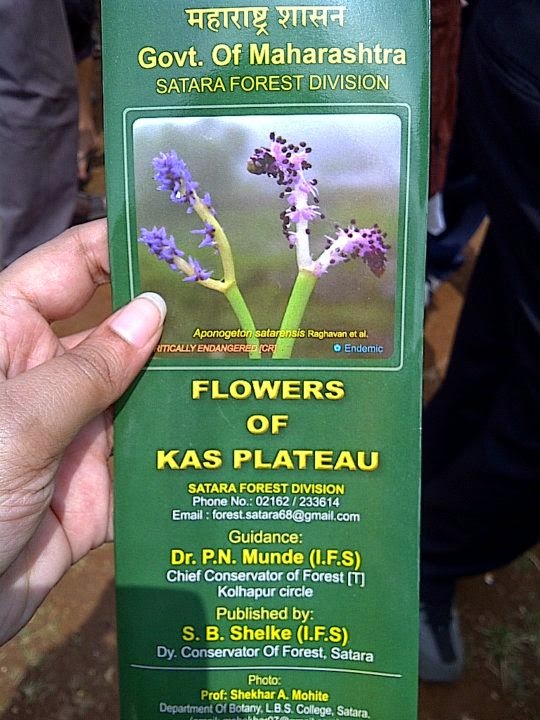 महाराष्ट्र शासन
Govt. Of Maharashtra
SATARA FOREST DIVISION
Aponogeton satarensis Raghavan et al.
CRITICALLY ENDANGERED (CR)
Endemic
FLOWERS
OF
KAS PLATEAU
SATARA FOREST DIVISION
Phone No.: 02162 / 233614
Email : forest.satara68@gmail.com
Guidance:
Dr. P.N. Munde (I.F.S)
Chief Conservator of Forest [T]
Kolhapur circle
Published by:
S. B. Shelke (I.F.S)
Dy. Conservator Of Forest, Satara
Photo:
Prof: Shekhar A. Mohite
Department Of Botany, L.B.S. College, Satara.